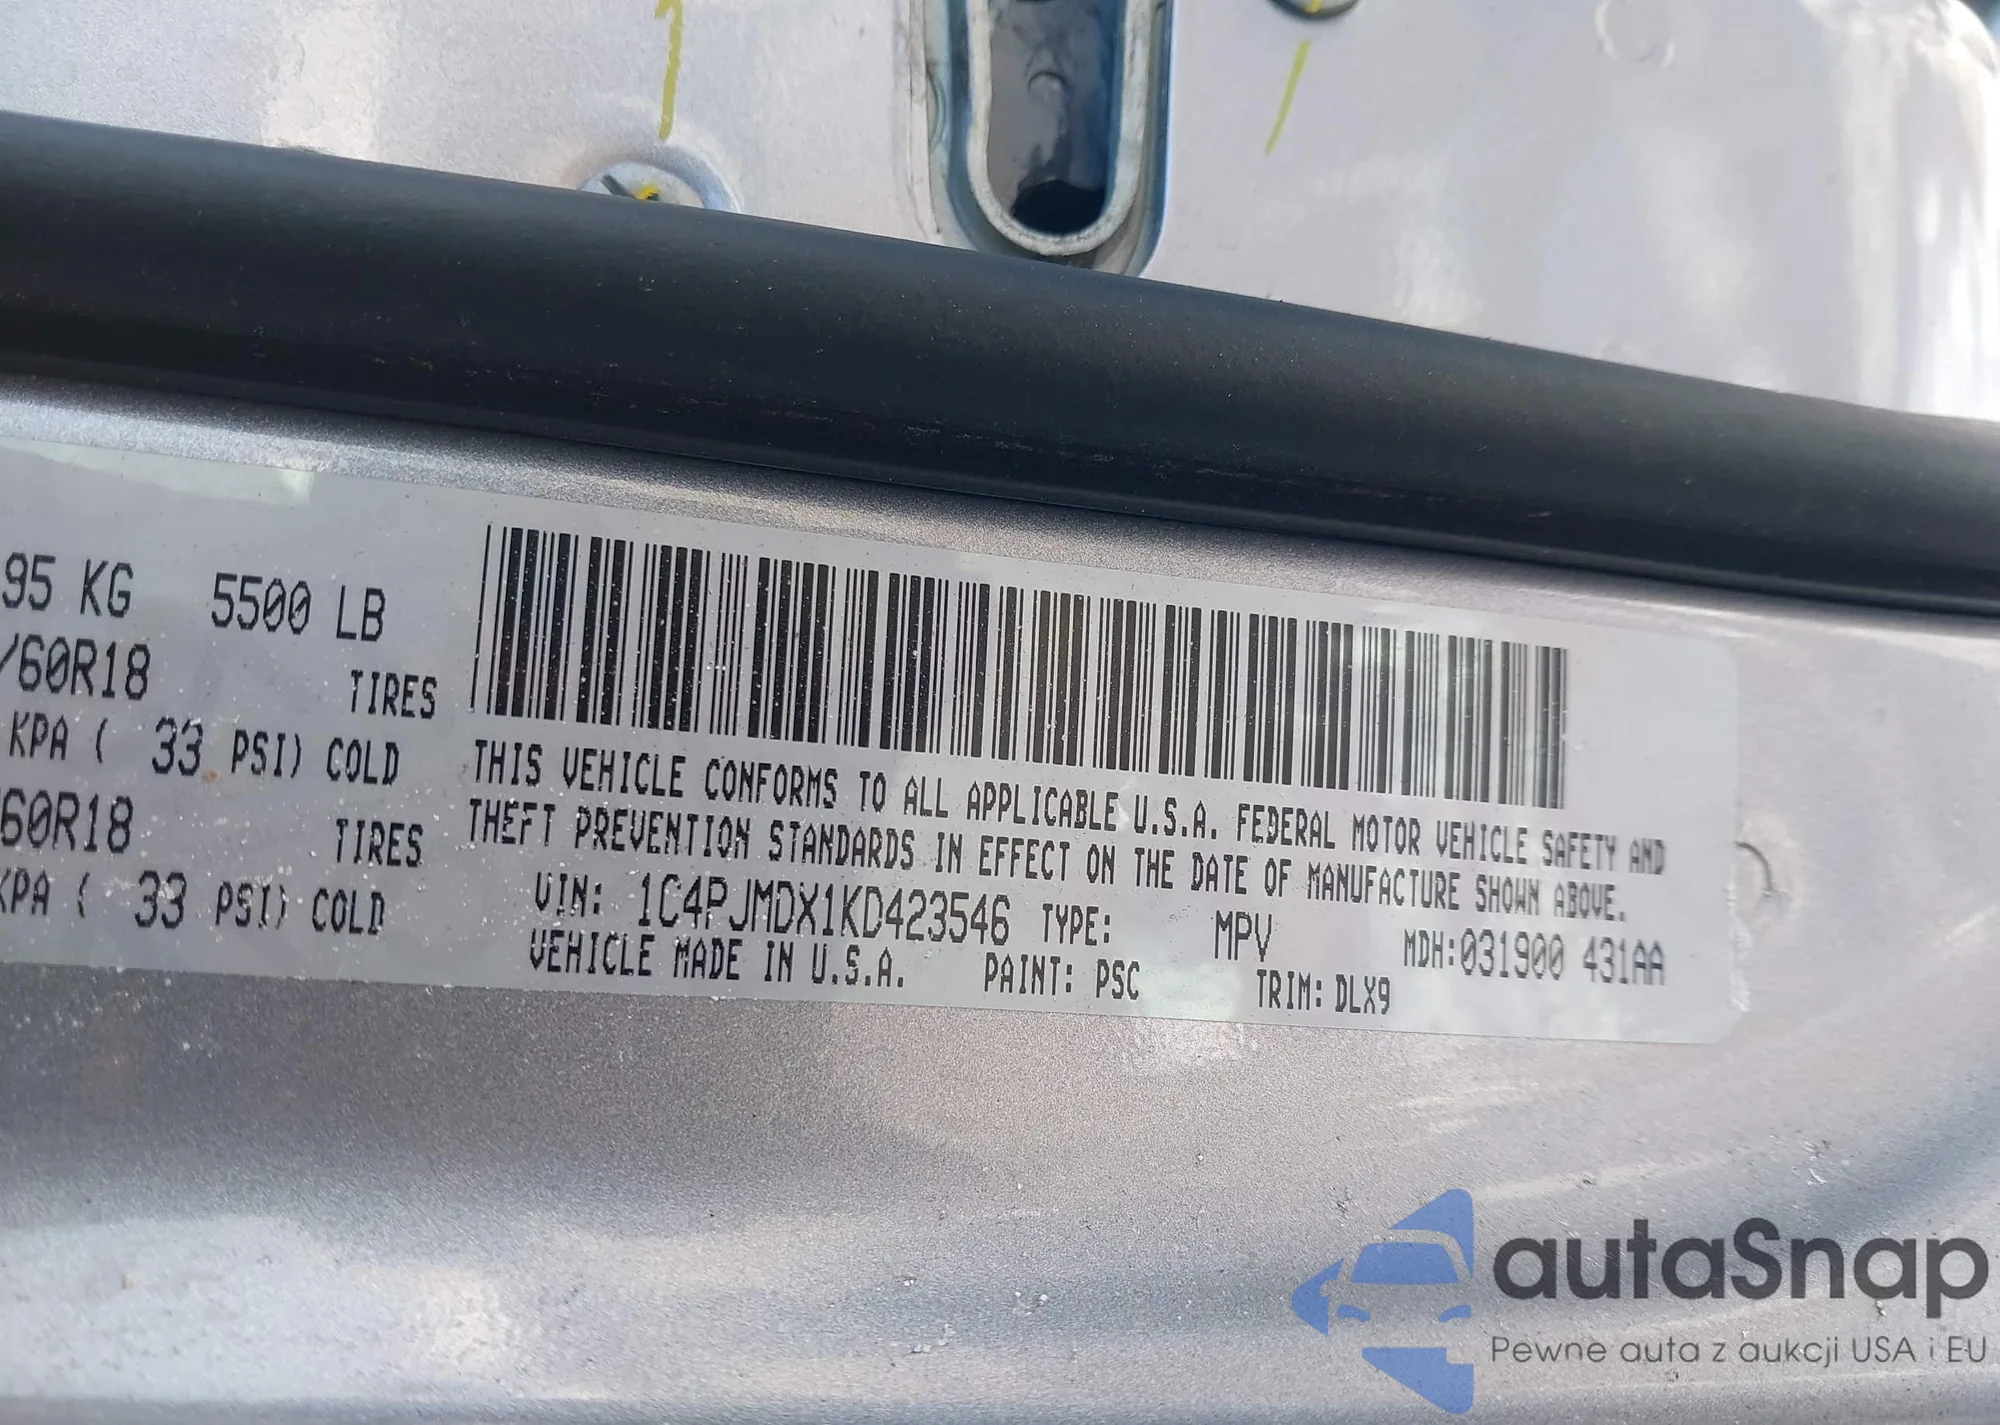 95 KG 5500 LB
/60R18 TIRES
KPA ( 33 PSI) COLD
60R18 TIRES
KPA ( 33 PSI) COLD
THIS VEHICLE CONFORMS TO ALL APPLICABLE U.S.A. FEDERAL MOTOR VEHICLE SAFETY AND
THEFT PREVENTION STANDARDS IN EFFECT ON THE DATE OF MANUFACTURE SHOWN ABOVE.
VIN: 1C4PJMDX1KD423546 TYPE: MPV MDH:031900 431AA
VEHICLE MADE IN U.S.A. PAINT: PSC TRIM: DLX9
autaSnap
Pewne auta z aukcji USA i EU